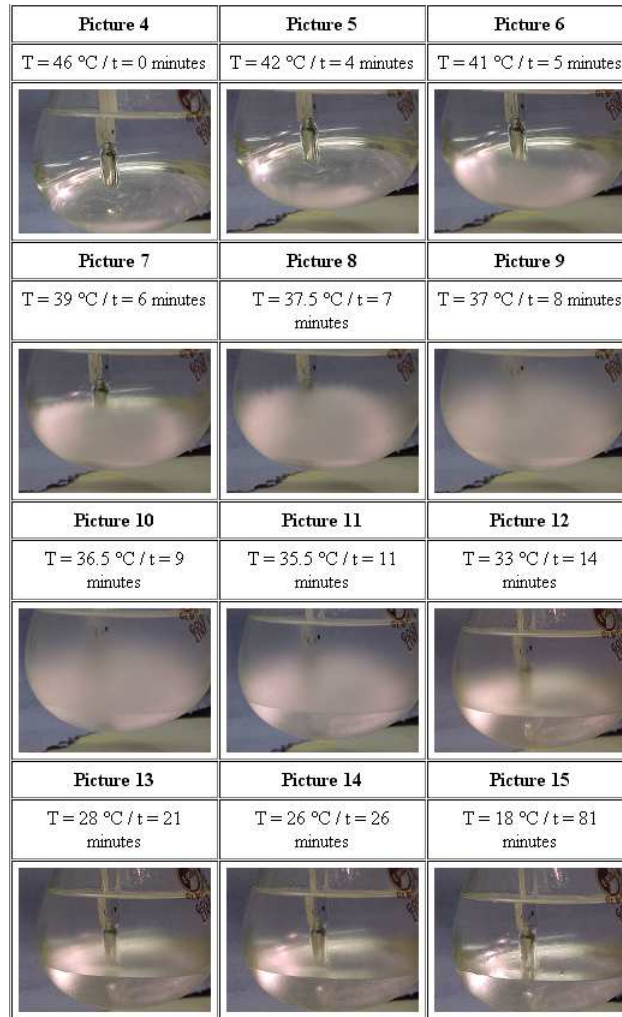 Picture 4
Picture 5
Picture 6
T = 46 °C / t = 0 minutes
T = 42 °C / t = 4 minutes
T = 41 °C / t = 5 minutes
Picture 7
Picture 8
Picture 9
T = 39 °C / t = 6 minutes
T = 37.5 °C / t = 7
minutes
T = 37 °C / t = 8 minutes
Picture 10
Picture 11
Picture 12
T = 36.5 °C / t = 9
minutes
T = 35.5 °C / t = 11
minutes
T = 33 °C / t = 14
minutes
Picture 13
Picture 14
Picture 15
T = 28 °C / t = 21
minutes
T = 26 °C / t = 26
minutes
T = 18 °C / t = 81
minutes